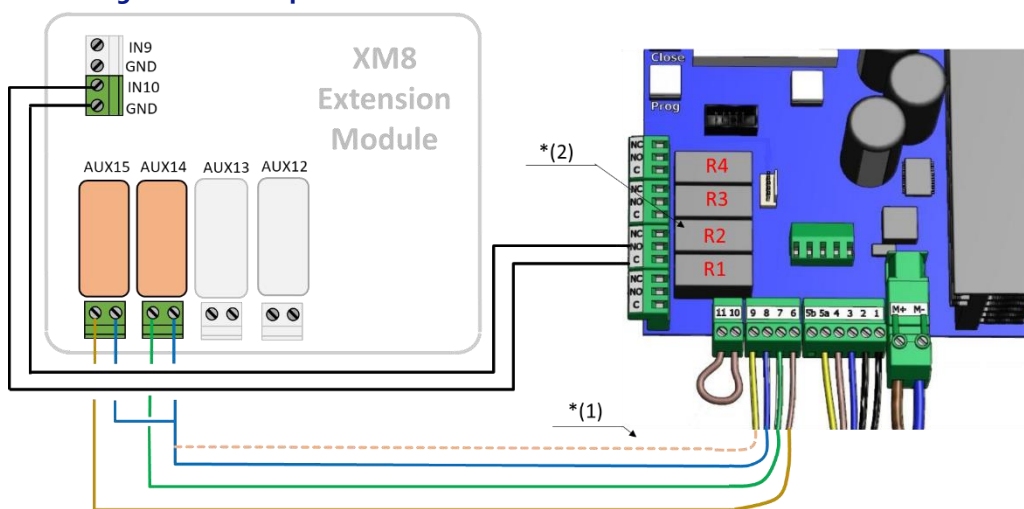 IN9
GND
IN10
GND
XM8
Extension
Module
AUX15 AUX14 AUX13 AUX12
Close
Prog
*(2)
NC
NO
C
NC
NO
C
NC
NO
C
NC
NO
C
R4
R3
R2
R1
11 10 9 8 7 6 5b 5a 4 3 2 1
M+ M-
*(1)